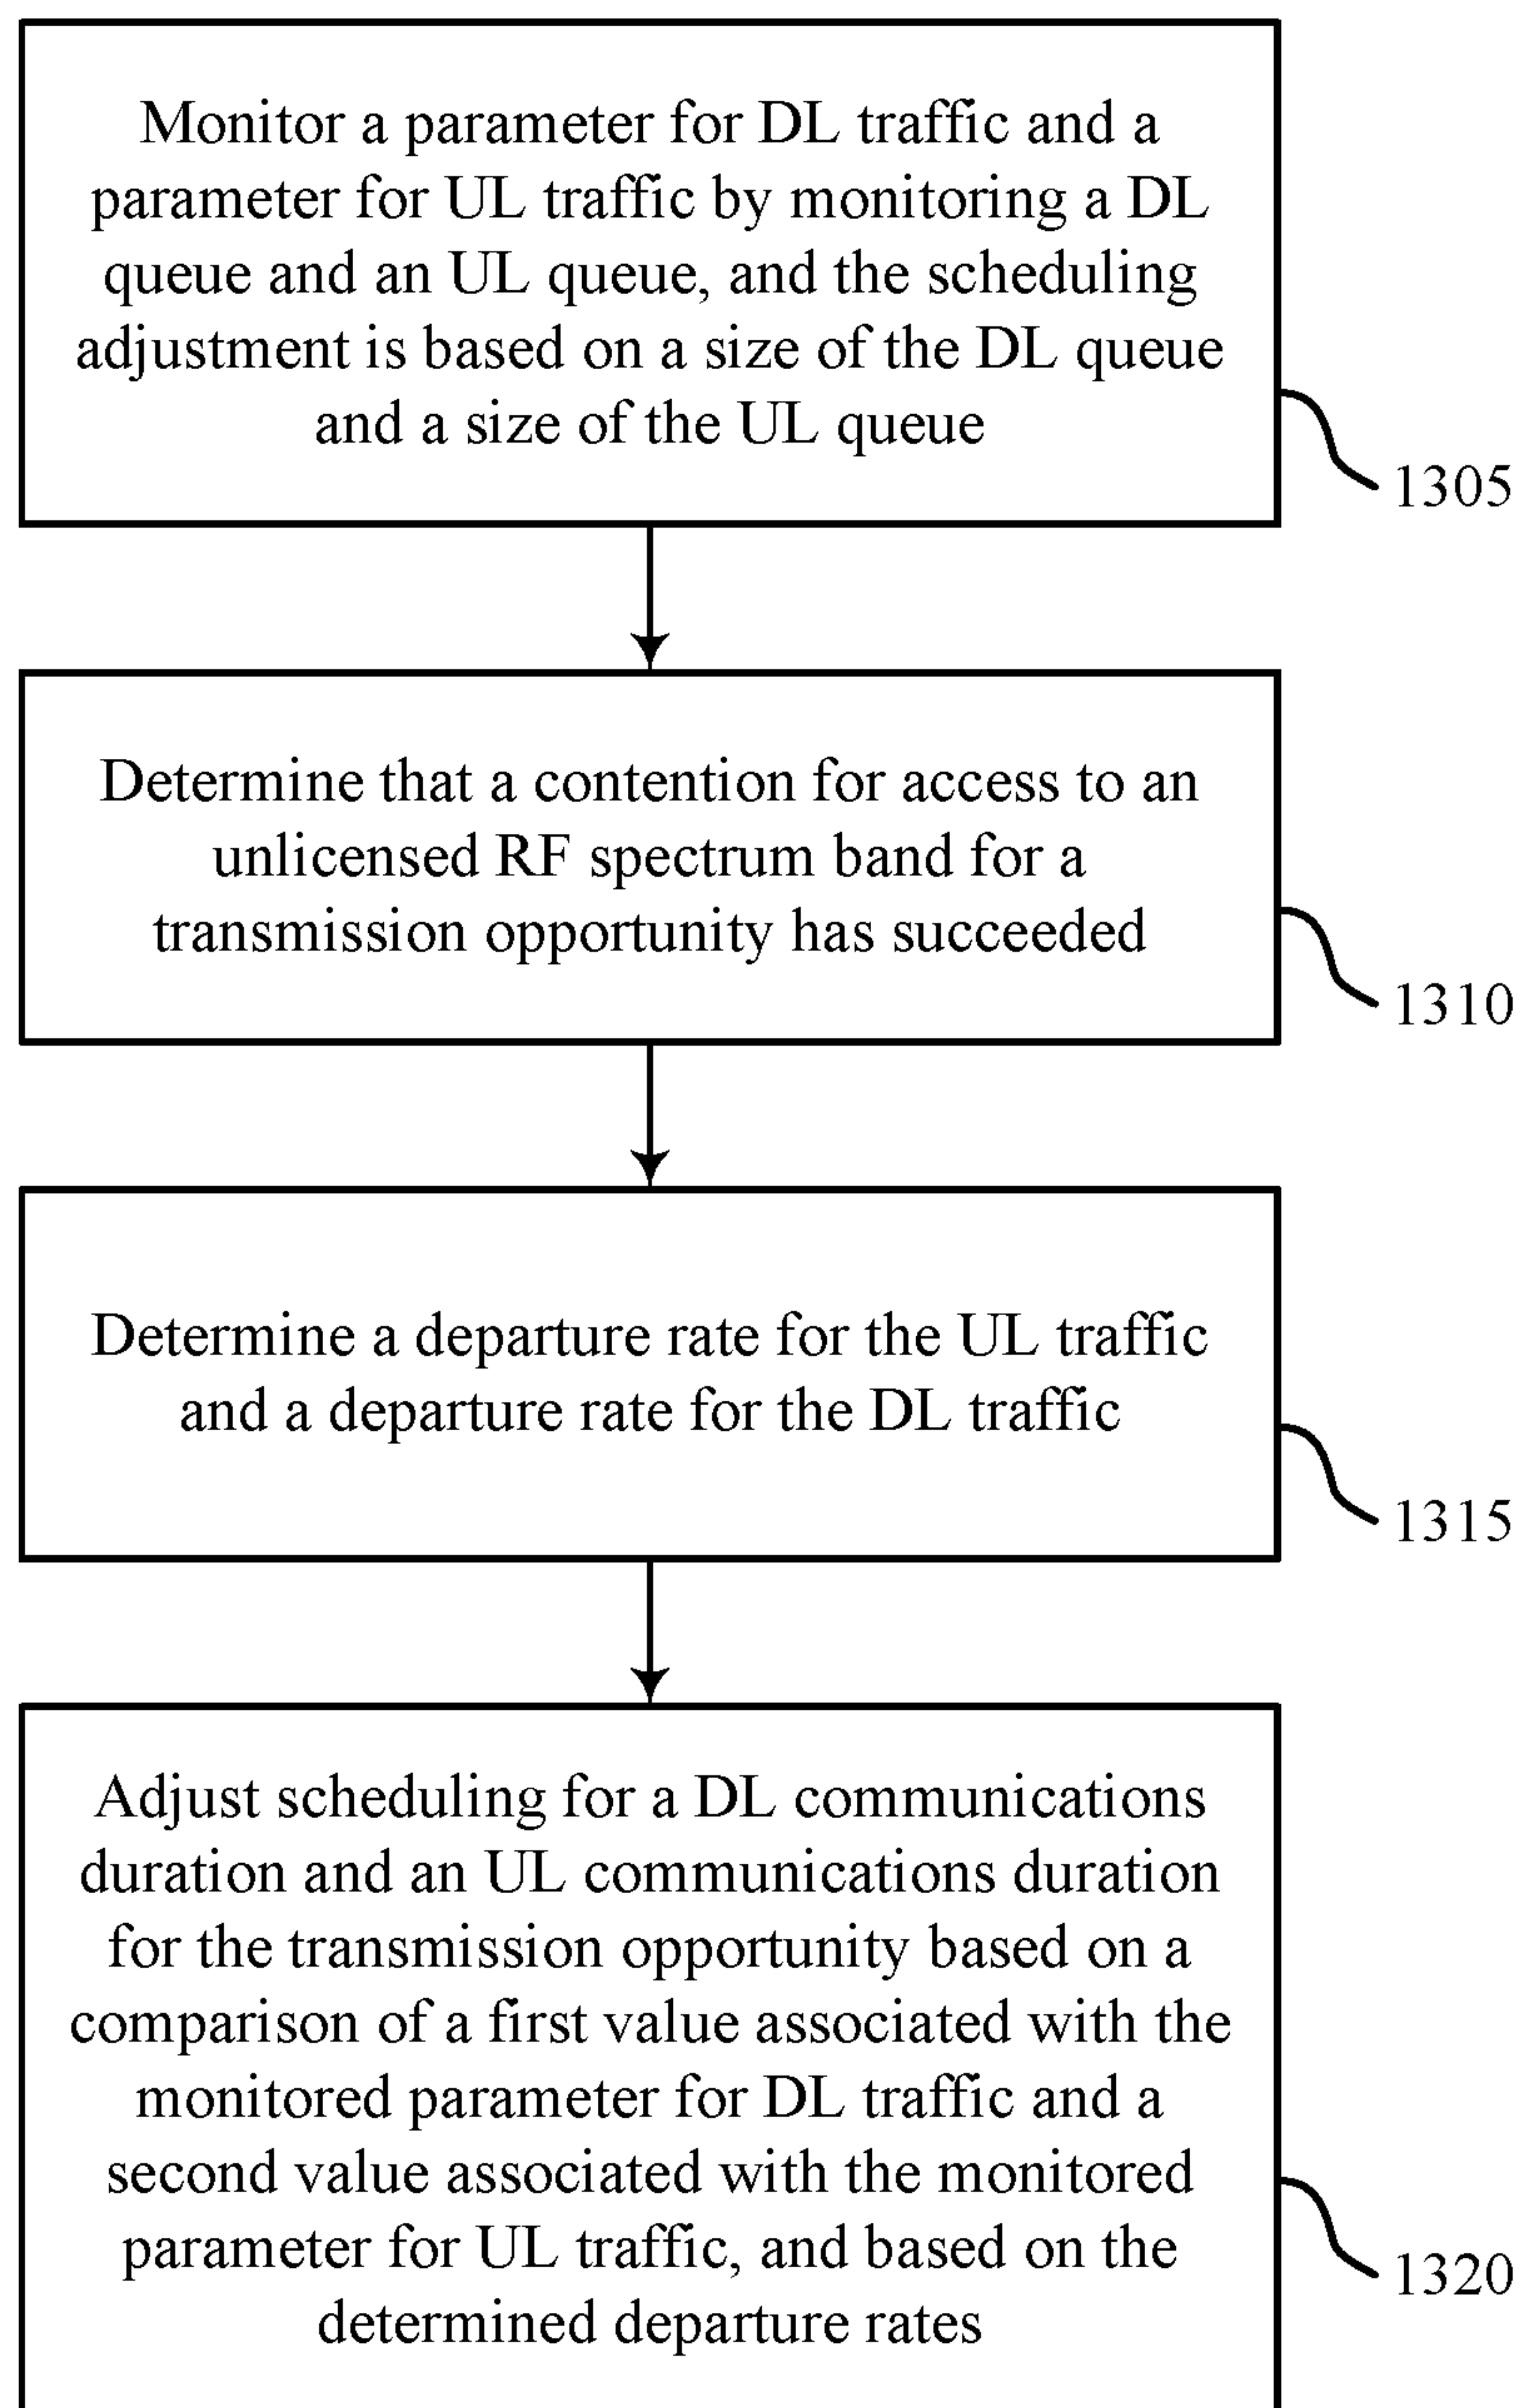 Monitor a parameter for DL traffic and a
parameter for UL traffic by monitoring a DL
queue and an UL queue, and the scheduling
adjustment is based on a size of the DL queue
and a size of the UL queue
1305
Determine that a contention for access to an
unlicensed RF spectrum band for a
transmission opportunity has succeeded
1310
Determine a departure rate for the UL traffic
and a departure rate for the DL traffic
1315
Adjust scheduling for a DL communications
duration and an UL communications duration
for the transmission opportunity based on a
comparison of a first value associated with the
monitored parameter for DL traffic and a
second value associated with the monitored
parameter for UL traffic, and based on the
determined departure rates
1320